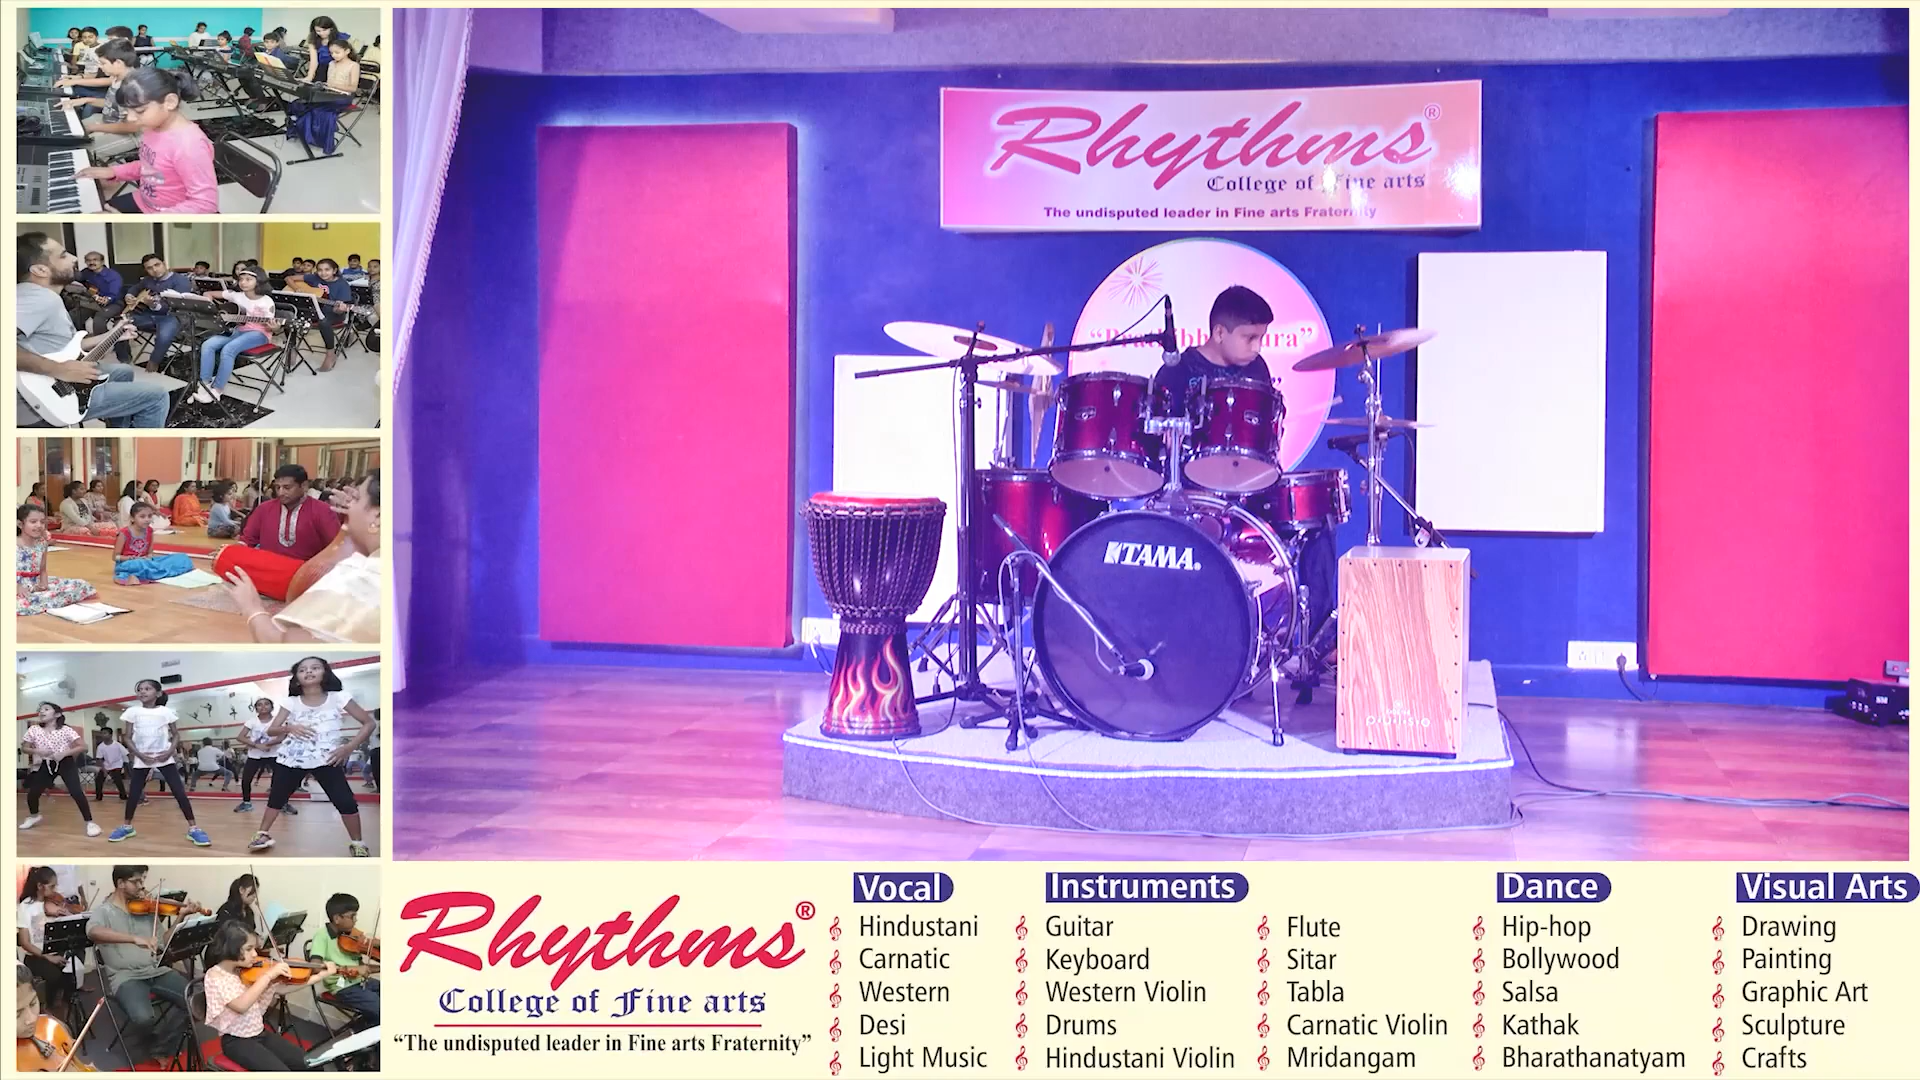 Rhythms®
College of Fine arts
The undisputed leader in Fine arts Fraternity
TAMA
Rhythms®
College of Fine arts
“The undisputed leader in Fine arts Fraternity”
Vocal
Hindustani
Carnatic
Western
Desi
Light Music
Instruments
Guitar
Keyboard
Western Violin
Drums
Hindustani Violin
Flute
Sitar
Tabla
Carnatic Violin
Mridangam
Dance
Hip-hop
Bollywood
Salsa
Kathak
Bharathanatyam
Visual Arts
Drawing
Painting
Graphic Art
Sculpture
Crafts